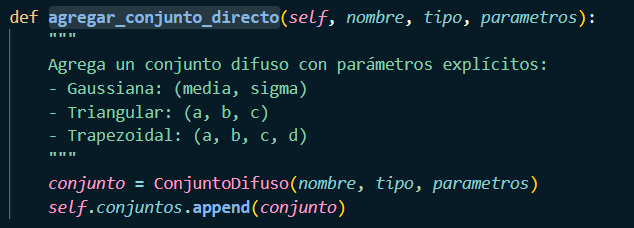 def agregar_conjunto_directo(self, nombre, tipo, parametros):
"""
Agrega un conjunto difuso con parámetros explícitos:
- Gaussiana: (media, sigma)
- Triangular: (a, b, c)
- Trapezoidal: (a, b, c, d)
"""
conjunto = ConjuntoDifuso(nombre, tipo, parametros)
self.conjuntos.append(conjunto)